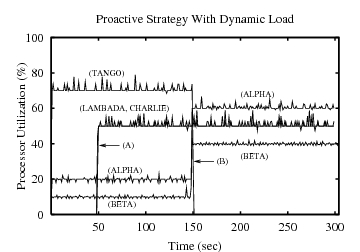 Proactive Strategy With Dynamic Load
100
80
60
40
20
0
Processor Utilization (%)
(TANGO)
(LAMBADA, CHARLIE)
(ALPHA)
(A)
(B)
(BETA)
(ALPHA)
(BETA)
50
100
150
200
250
300
Time (sec)